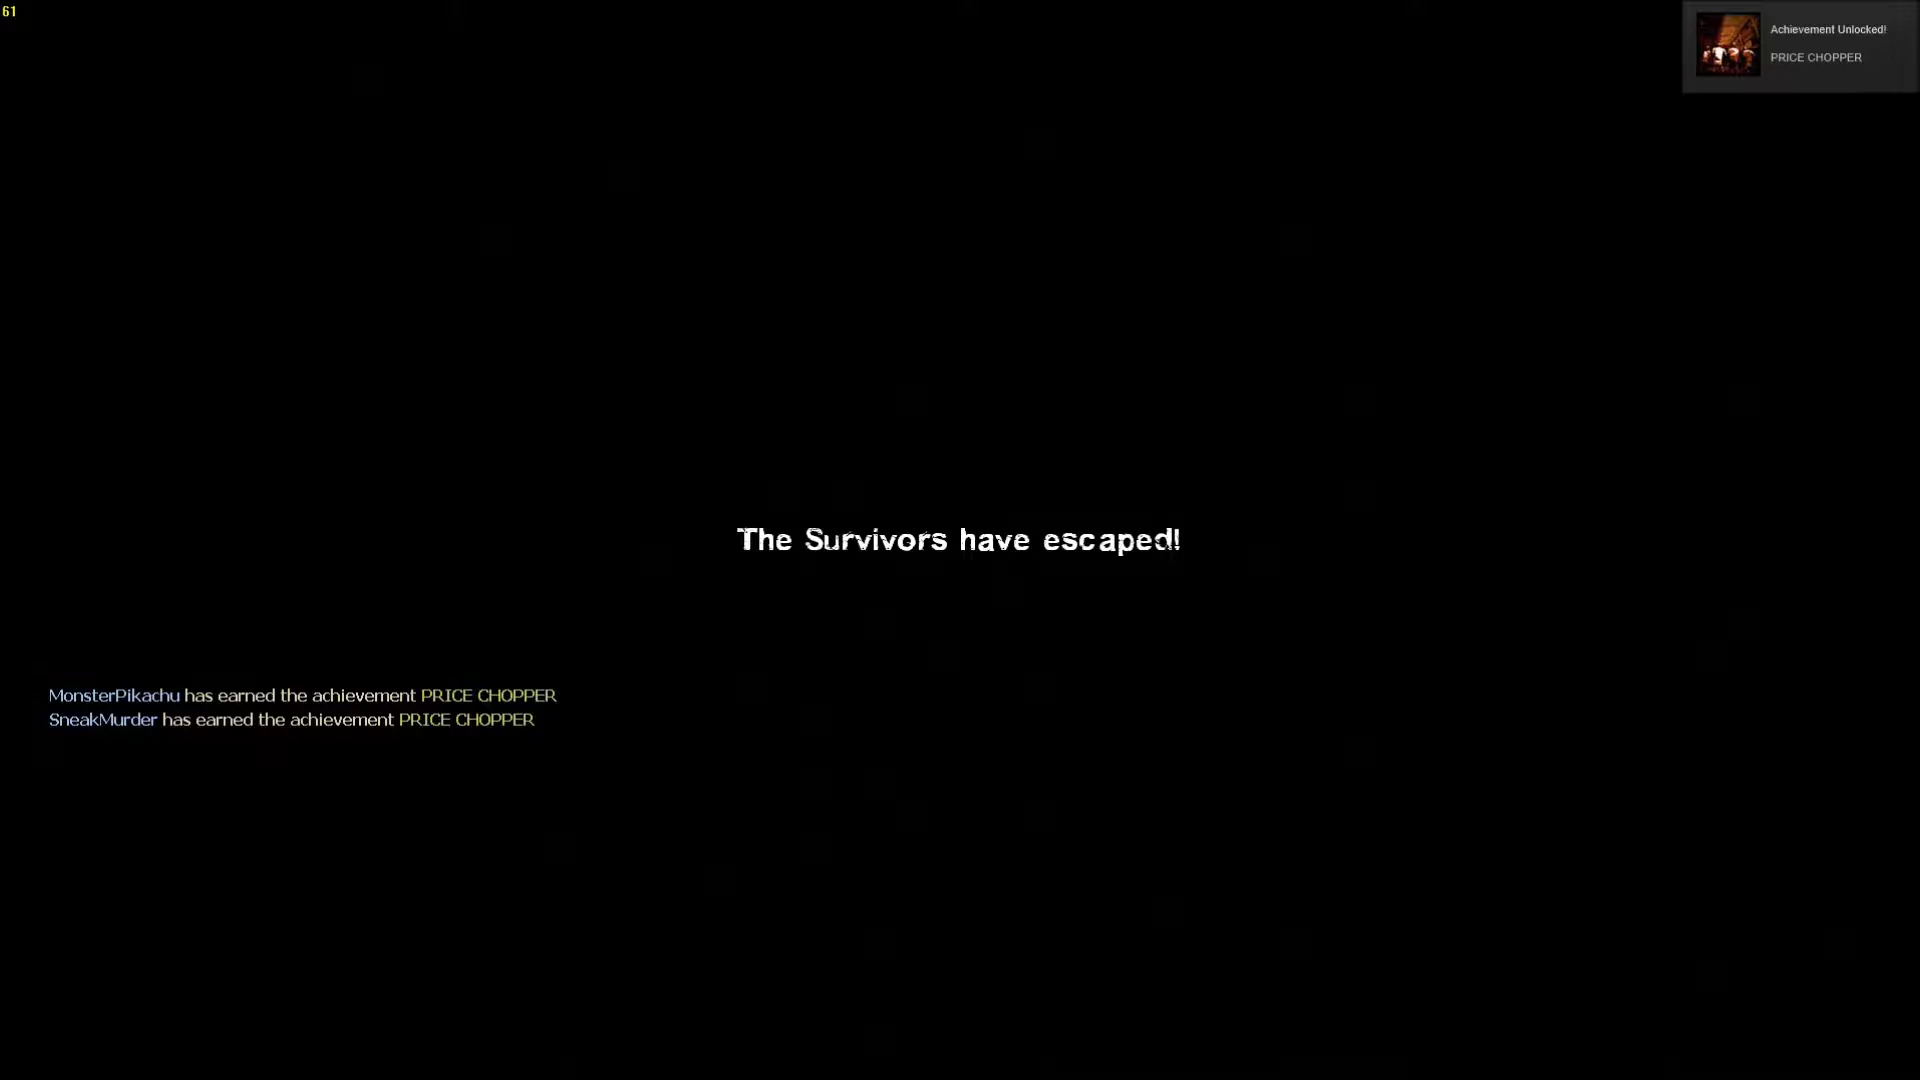 61
Achievement Unlocked!
PRICE CHOPPER
The Survivors have escaped!
MonsterPikachu has earned the achievement PRICE CHOPPER
SneakMurder has earned the achievement PRICE CHOPPER